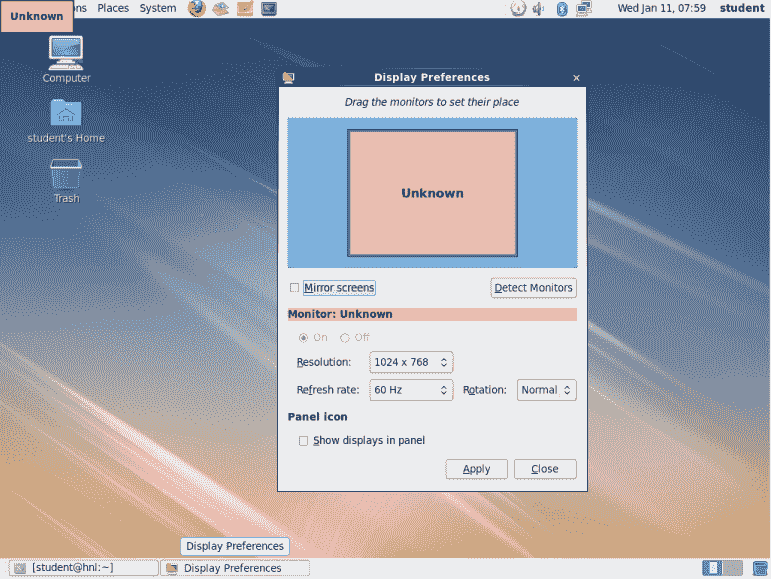 Unknown
ns Places System
Wed Jan 11, 07:59 student
Computer
student's Home
Trash
Display Preferences
Drag the monitors to set their place
Unknown
Mirror screens
Detect Monitors
Monitor: Unknown
On Off
Resolution: 1024 x 768
Refresh rate: 60 Hz Rotation: Normal
Panel icon
Show displays in panel
Apply Close
Display Preferences
[student@hnl:~] Display Preferences